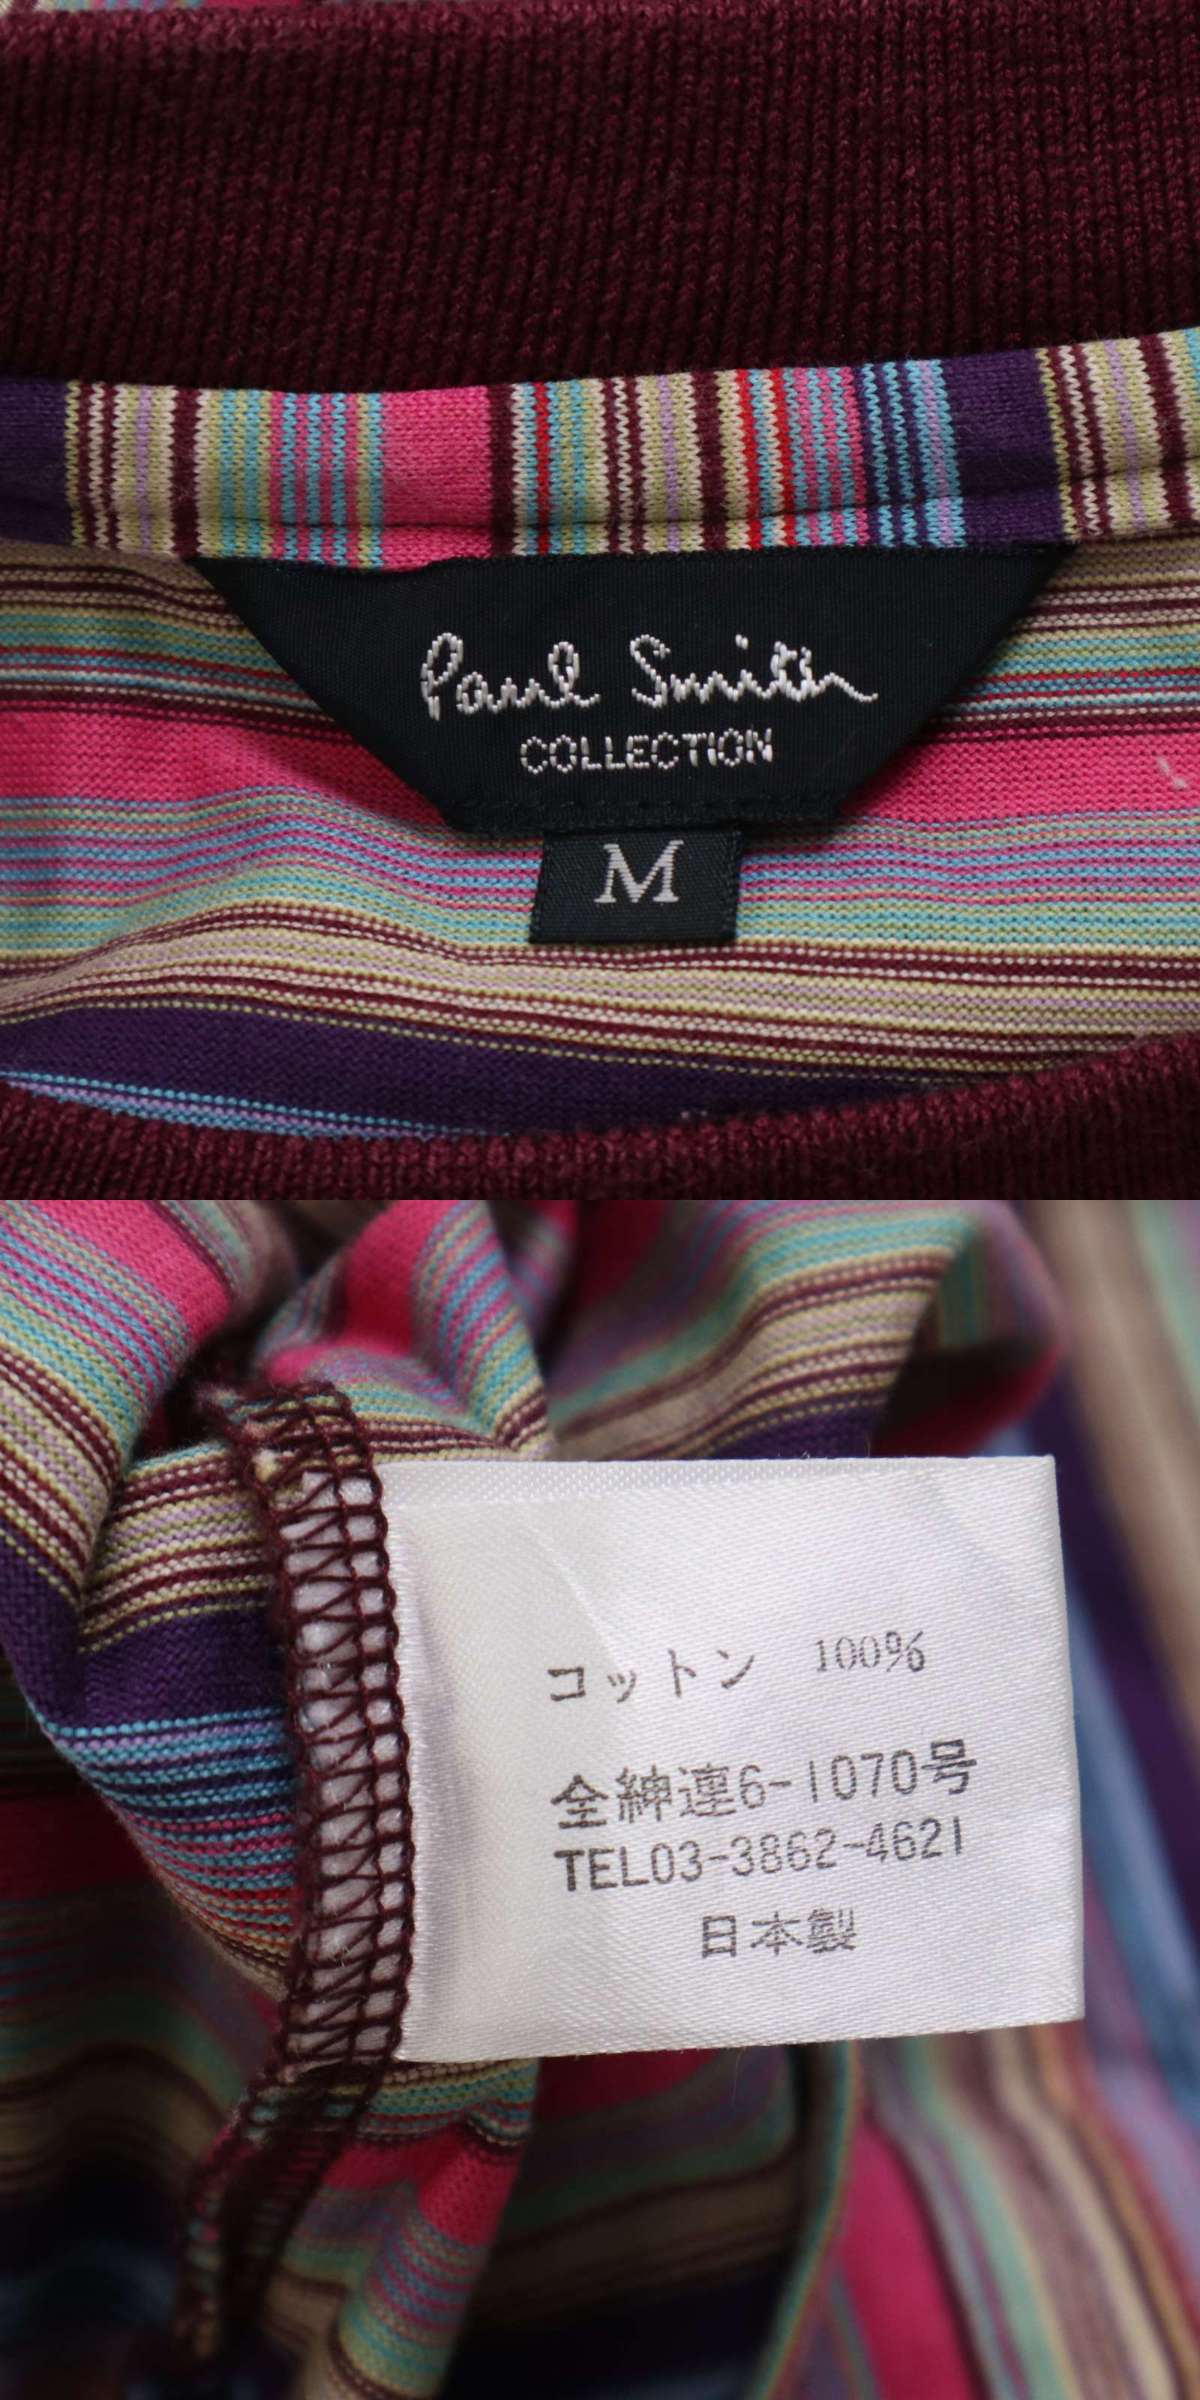 Paul Smith
COLLECTION
M
コットン 100%
全紳連6-1070号
TEL03-3862-4621
日本製